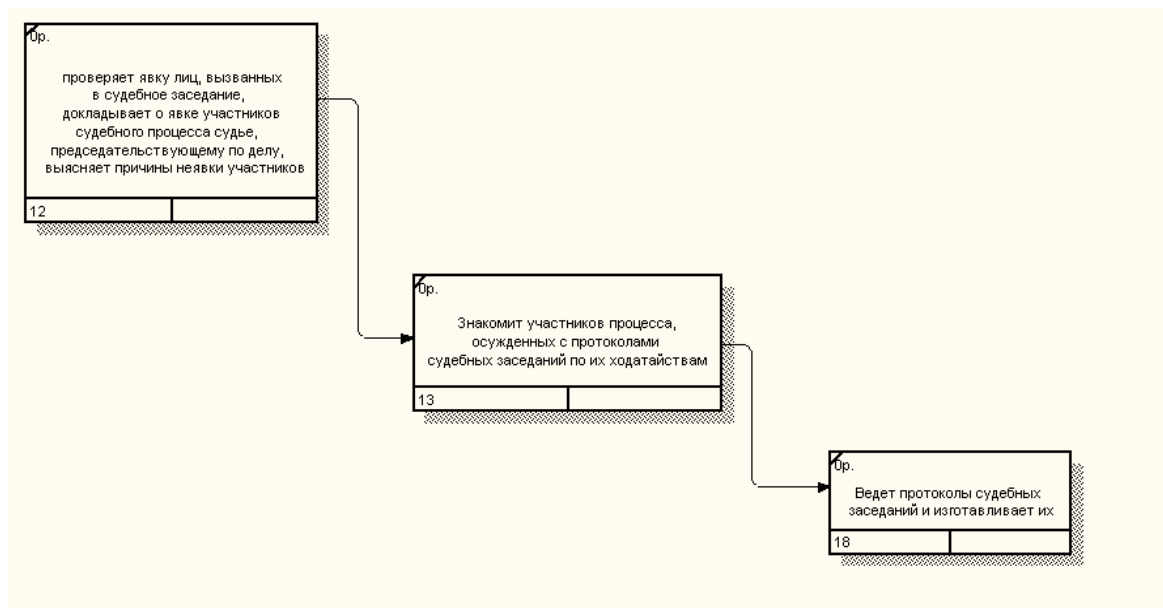 0р.
проверяет явку лиц, вызванных
в судебное заседание,
докладывает о явке участников
судебного процесса судье,
председательствующему по делу,
выясняет причины неявки участников
12
0р.
Знакомит участников процесса,
осужденных с протоколами
судебных заседаний по их ходатайствам
13
0р.
Ведет протоколы судебных
заседаний и изготавливает их
18